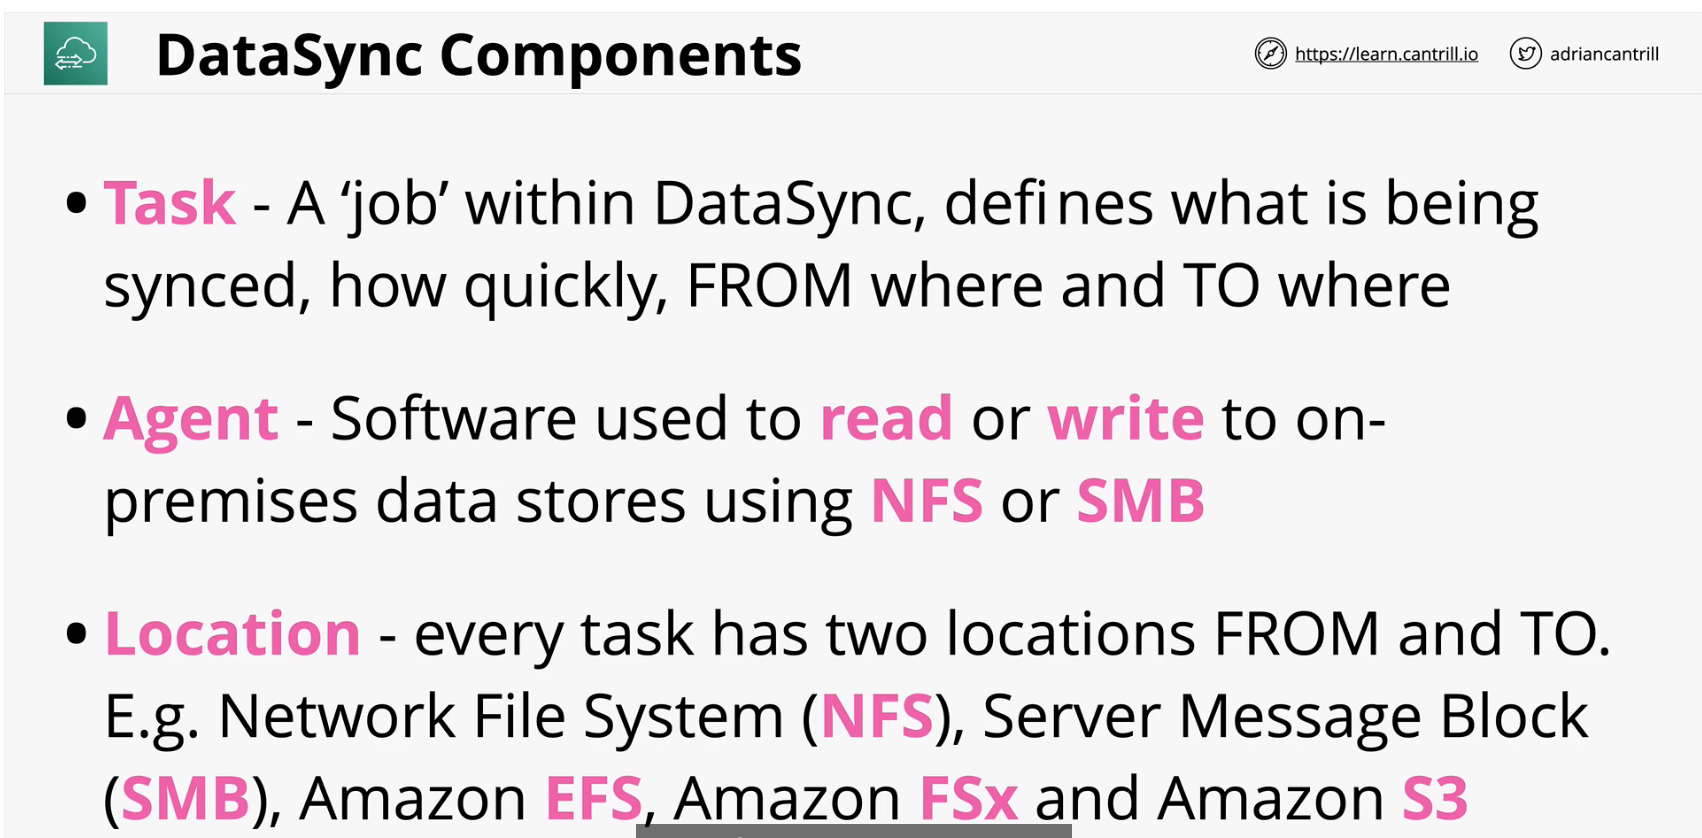 DataSync Components
https://learn.cantrill.io
adriancantrill
• Task - A ‘job’ within DataSync, defines what is being
synced, how quickly, FROM where and TO where
• Agent - Software used to read or write to on-
premises data stores using NFS or SMB
• Location - every task has two locations FROM and TO.
E.g. Network File System (NFS), Server Message Block
(SMB), Amazon EFS, Amazon FSx and Amazon S3